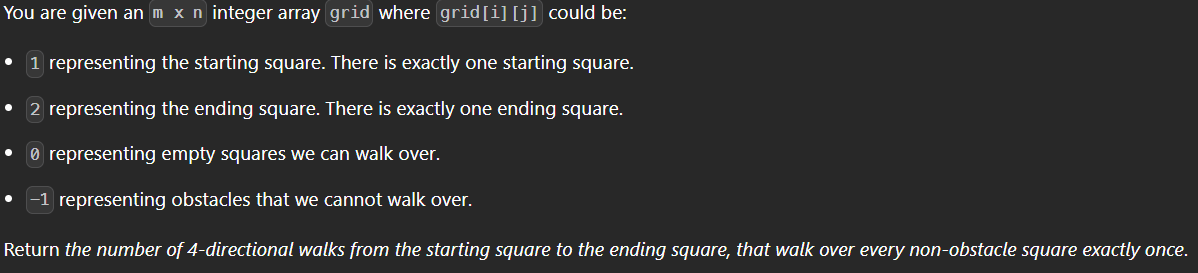 You are given an m x n integer array grid where grid[i][j] could be:
• 1 representing the starting square. There is exactly one starting square.
• 2 representing the ending square. There is exactly one ending square.
• 0 representing empty squares we can walk over.
• -1 representing obstacles that we cannot walk over.
Return the number of 4-directional walks from the starting square to the ending square, that walk over every non-obstacle square exactly once.